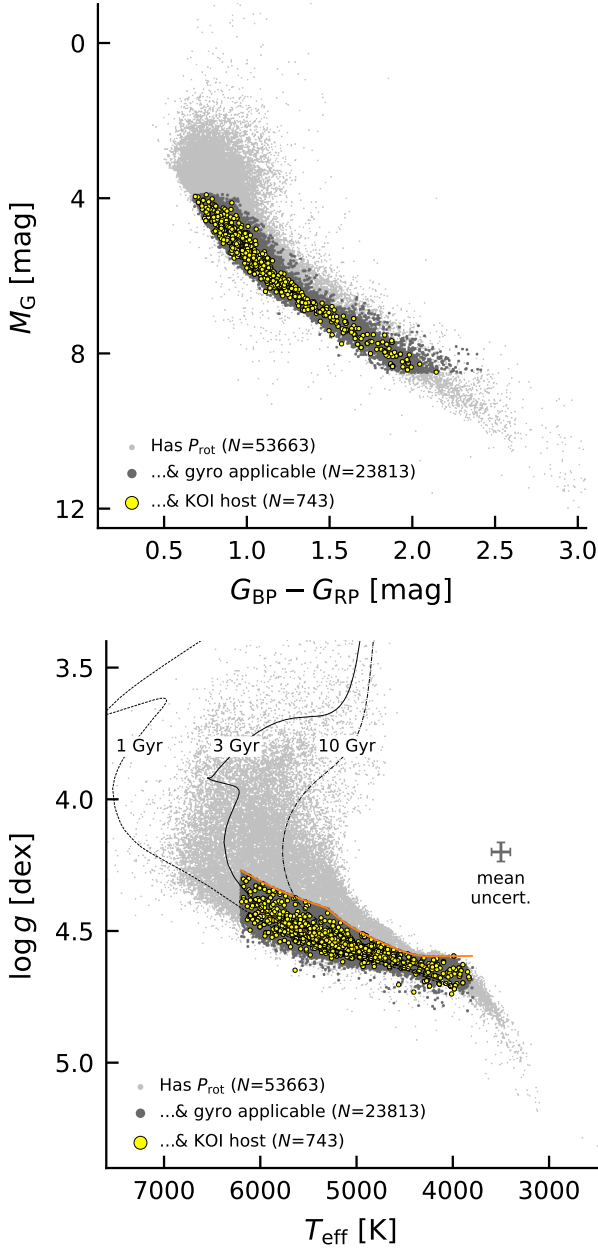 0
4
8
12
M_G [mag]
Has P_rot (N=53663)
...& gyro applicable (N=23813)
...& KOI host (N=743)
0.5 1.0 1.5 2.0 2.5 3.0
G_BP − G_RP [mag]
3.5
4.0
4.5
5.0
log g [dex]
1 Gyr 3 Gyr 10 Gyr
mean
uncert.
Has P_rot (N=53663)
...& gyro applicable (N=23813)
...& KOI host (N=743)
7000 6000 5000 4000 3000
T_eff [K]